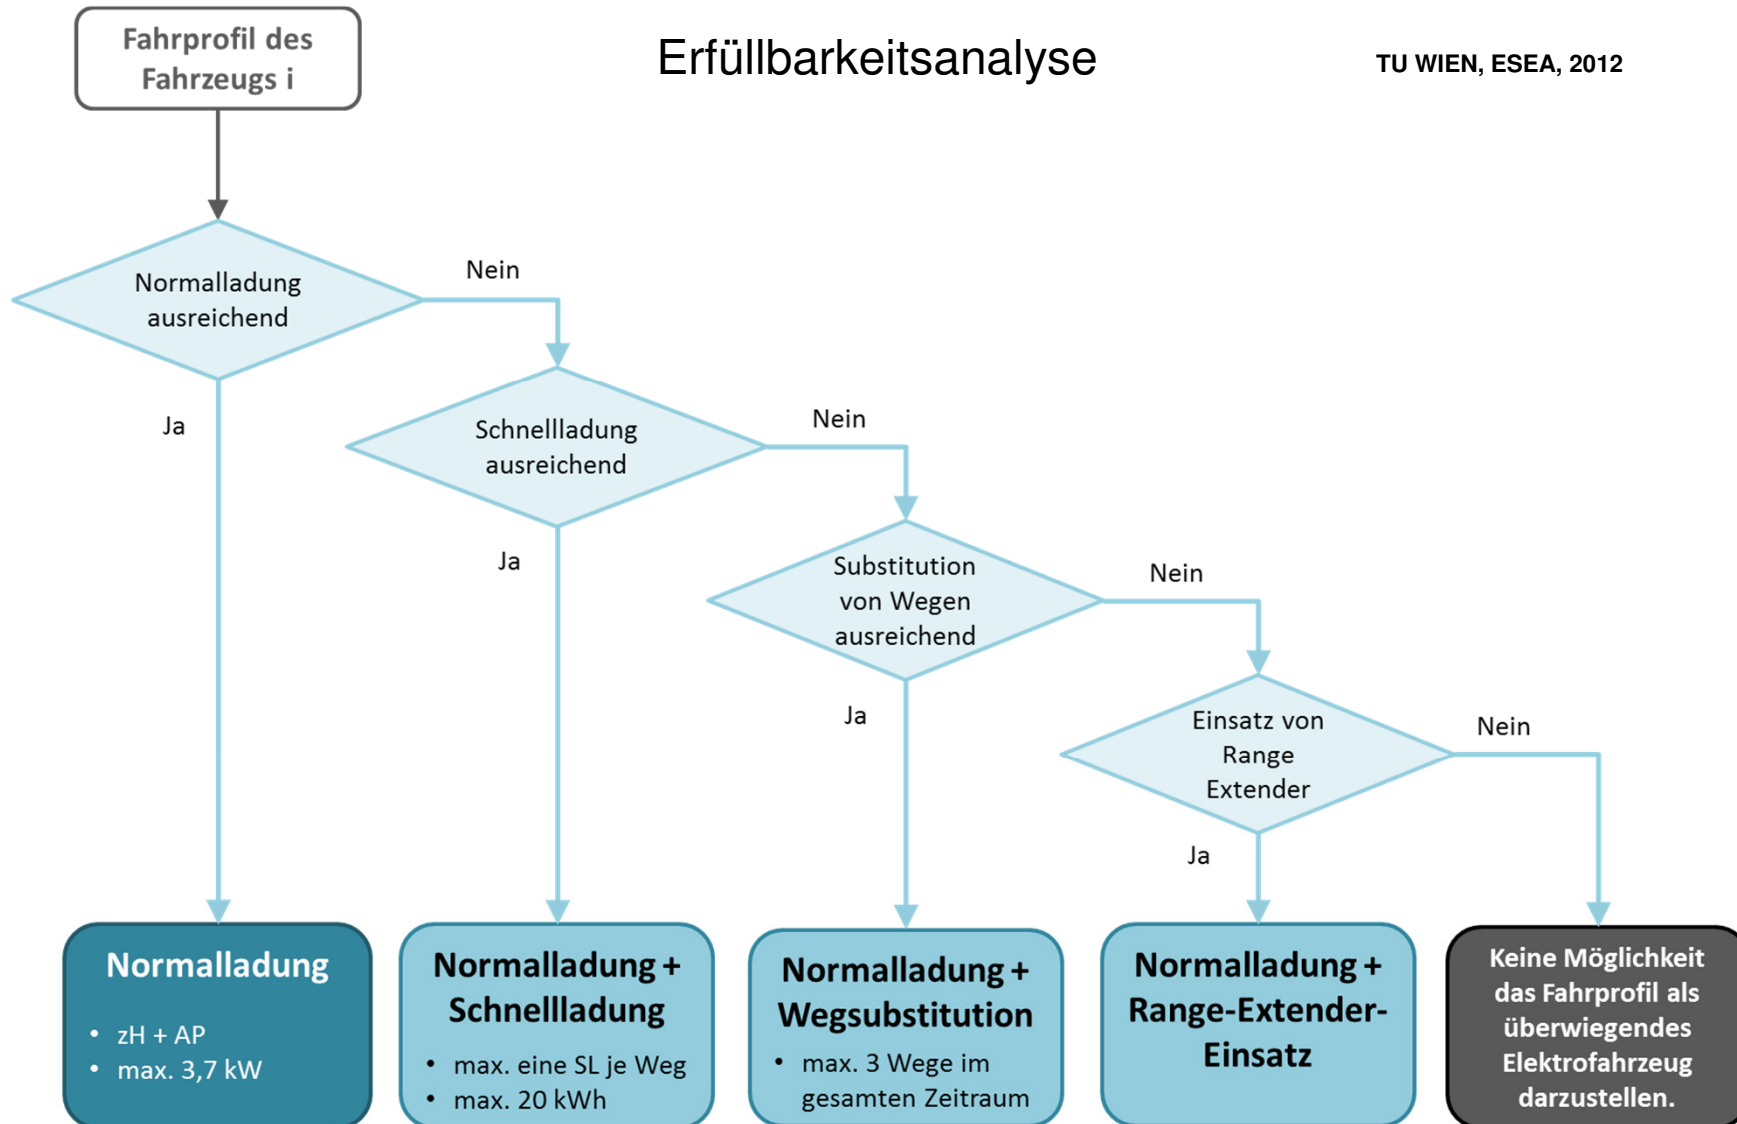 Fahrprofil des
Fahrzeugs i
Erfüllbarkeitsanalyse
TU WIEN, ESEA, 2012
Normalladung
ausreichend
Nein
Ja
Schnellladung
ausreichend
Nein
Ja
Substitution
von Wegen
ausreichend
Nein
Ja
Einsatz von
Range
Extender
Nein
Ja
Normalladung
• zH + AP
• max. 3,7 kW
Normalladung +
Schnellladung
• max. eine SL je Weg
• max. 20 kWh
Normalladung +
Wegsubstitution
• max. 3 Wege im
gesamten Zeitraum
Normalladung +
Range-Extender-
Einsatz
Keine Möglichkeit
das Fahrprofil als
überwiegendes
Elektrofahrzeug
darzustellen.